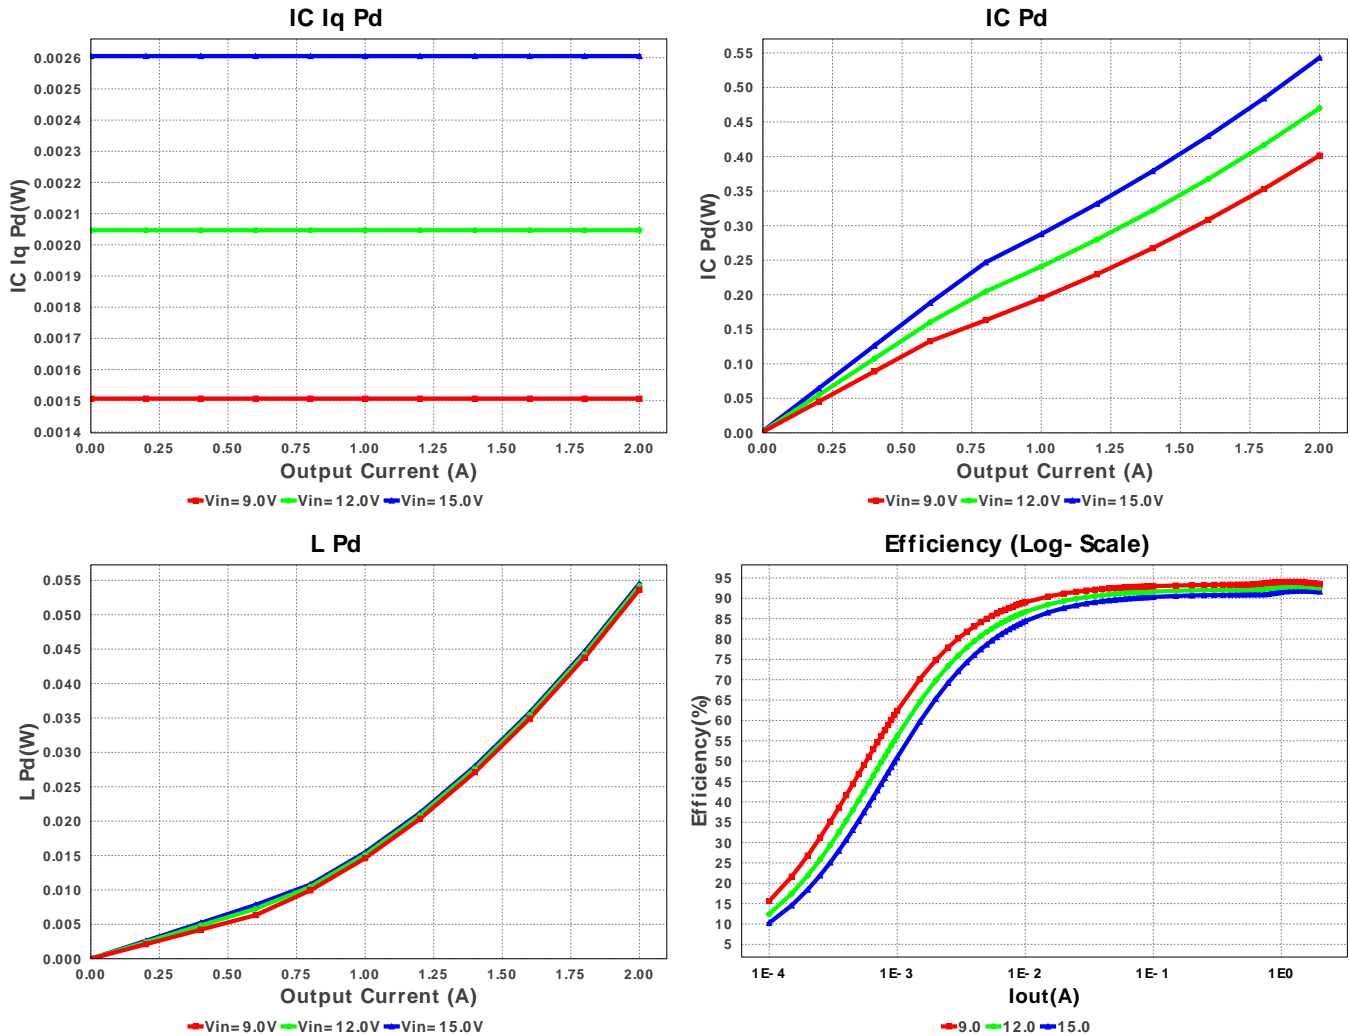 IC Iq Pd
0.0026
0.0025
0.0024
0.0023
0.0022
0.0021
0.0020
0.0019
0.0018
0.0017
0.0016
0.0015
0.0014
IC Iq Pd(W)
0.00 0.25 0.50 0.75 1.00 1.25 1.50 1.75 2.00
Output Current (A)
Vin=9.0V Vin=12.0V Vin=15.0V
IC Pd
0.55
0.50
0.45
0.40
0.35
0.30
0.25
0.20
0.15
0.10
0.05
0.00
IC Pd(W)
0.00 0.25 0.50 0.75 1.00 1.25 1.50 1.75 2.00
Output Current (A)
Vin=9.0V Vin=12.0V Vin=15.0V
L Pd
0.055
0.050
0.045
0.040
0.035
0.030
0.025
0.020
0.015
0.010
0.005
0.000
L Pd(W)
0.00 0.25 0.50 0.75 1.00 1.25 1.50 1.75 2.00
Output Current (A)
Vin=9.0V Vin=12.0V Vin=15.0V
Efficiency (Log-Scale)
95
90
85
80
75
70
65
60
55
50
45
40
35
30
25
20
15
10
5
Efficiency(%)
1E-4 1E-3 1E-2 1E-1 1E0
Iout(A)
9.0 12.0 15.0